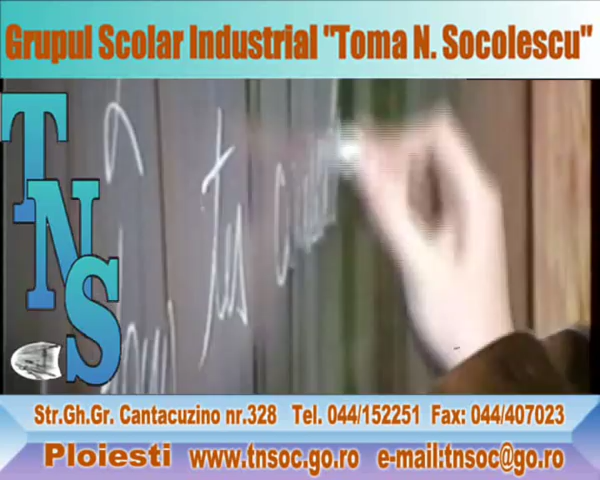 Grupul Scolar Industrial "Toma N. Socolescu"
TNS
tes
Str.Gh.Gr. Cantacuzino nr.328 Tel. 044/152251 Fax: 044/407023
Ploiesti www.tnsoc.go.ro e-mail:tnsoc@go.ro